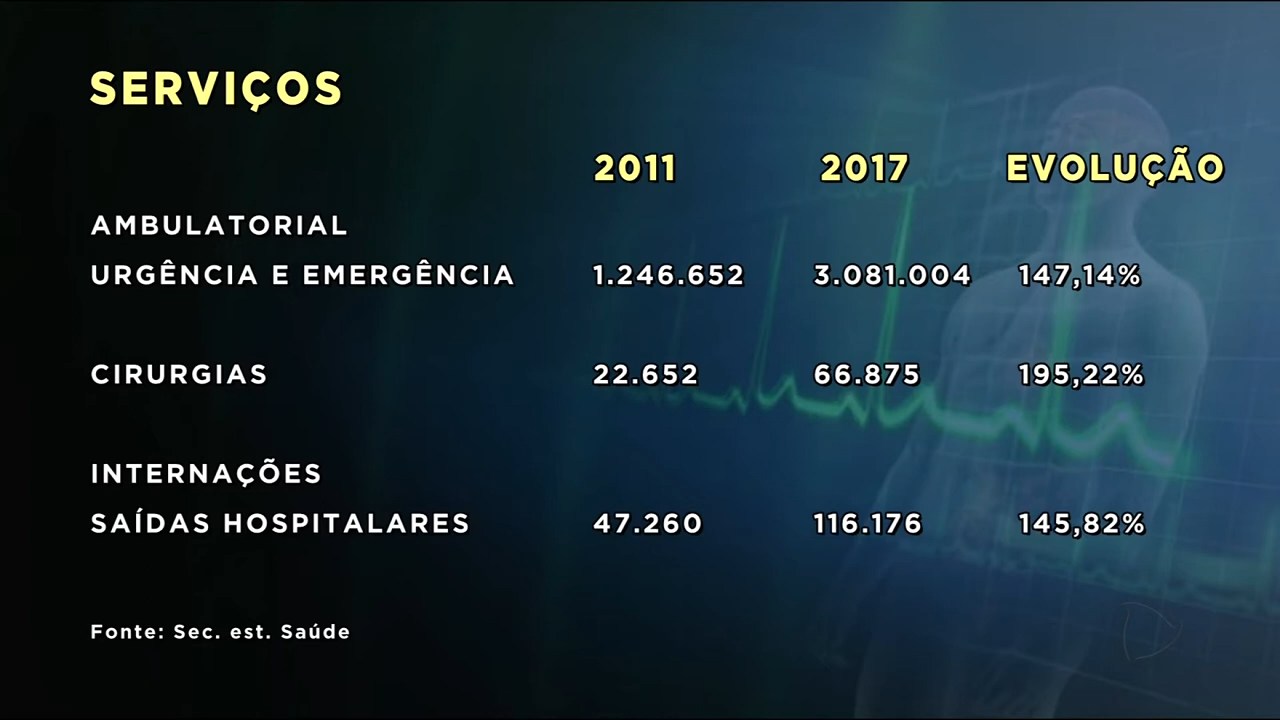 SERVIÇOS
2011 2017 EVOLUÇÃO
AMBULATORIAL
URGÊNCIA E EMERGÊNCIA 1.246.652 3.081.004 147,14%
CIRURGIAS 22.652 66.875 195,22%
INTERNAÇÕES
SAÍDAS HOSPITALARES 47.260 116.176 145,82%
Fonte: Sec. est. Saúde